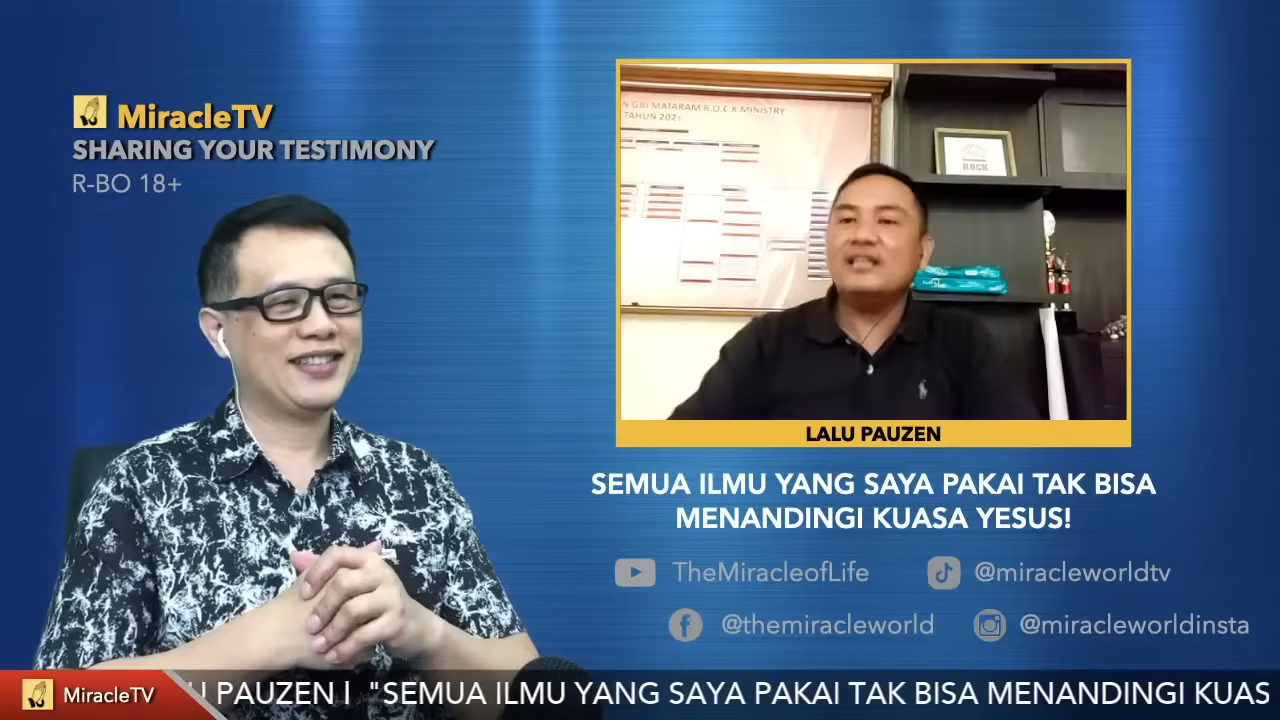 MiracleTV
SHARING YOUR TESTIMONY
R-BO 18+
N GBI MATARAM R.O.C.K MINISTRY
TAHUN 2021
ROCK
LALU PAUZEN
SEMUA ILMU YANG SAYA PAKAI TAK BISA
MENANDINGI KUASA YESUS!
TheMiracleofLife
@miracleworldtv
@themiracleworld
@miracleworldinsta
MiracleTV
U PAUZEN l "SEMUA ILMU YANG SAYA PAKAI TAK BISA MENANDINGI KUAS